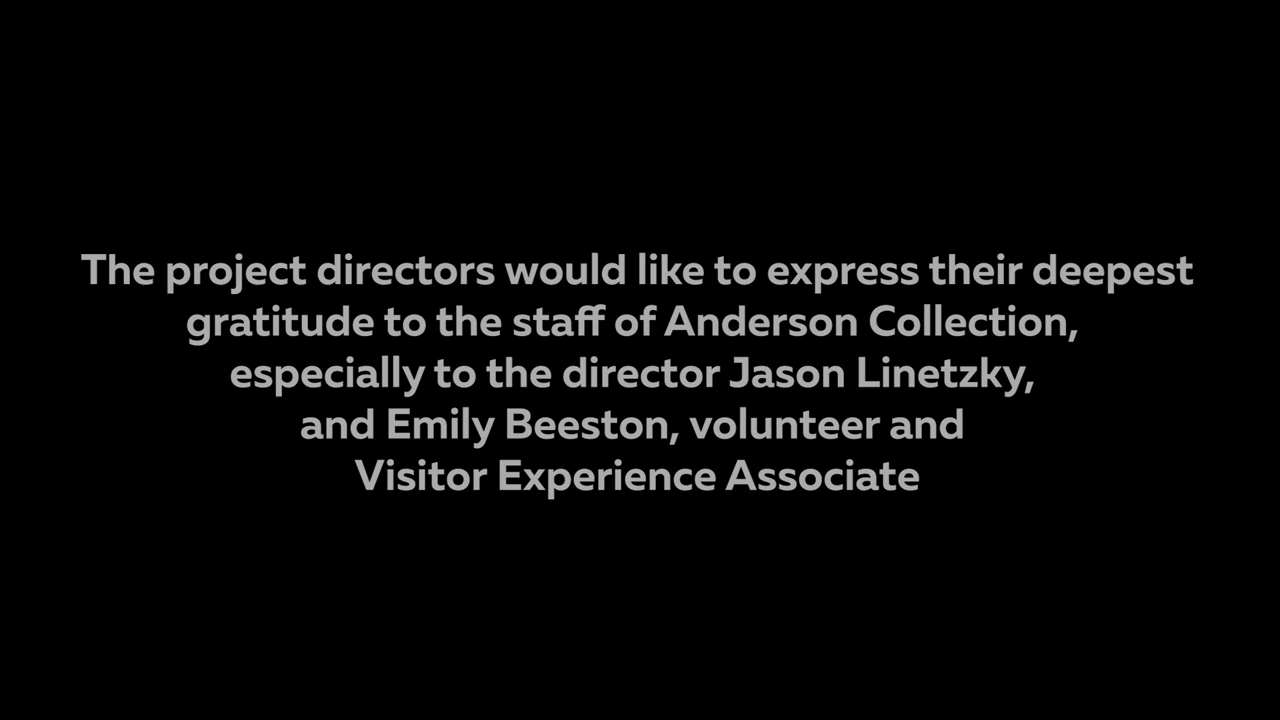 The project directors would like to express their deepest
gratitude to the staff of Anderson Collection,
especially to the director Jason Linetzky,
and Emily Beeston, volunteer and
Visitor Experience Associate